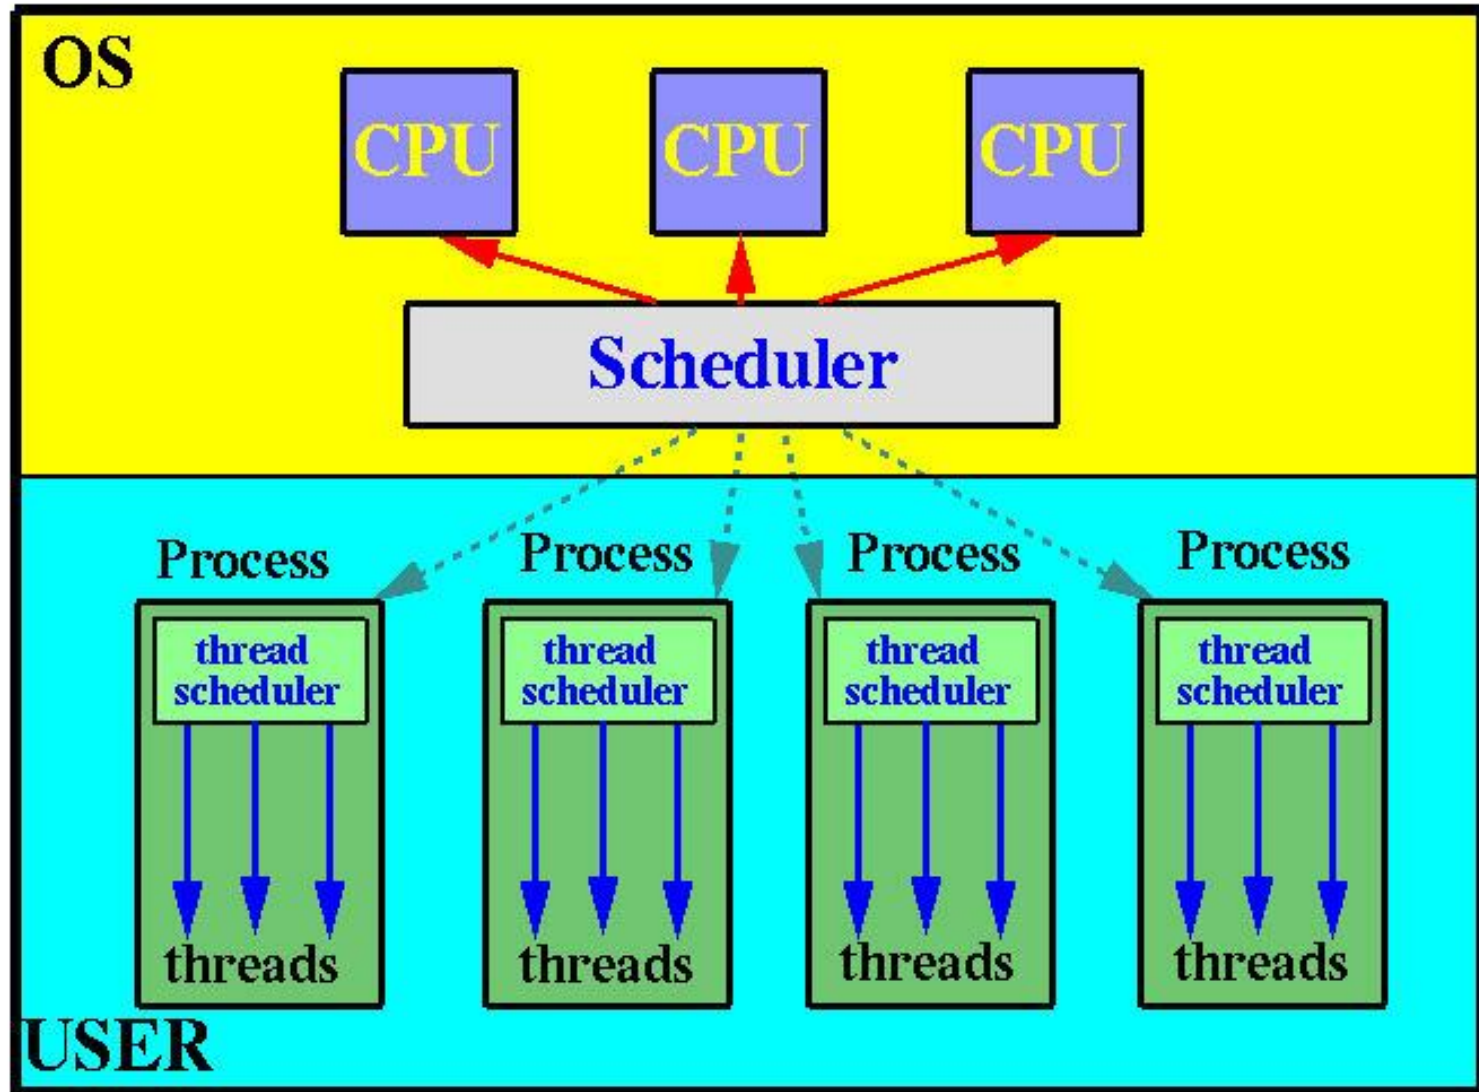 OS
CPU CPU CPU
Scheduler
Process Process Process Process
thread thread thread thread
scheduler scheduler scheduler scheduler
threads threads threads threads
USER